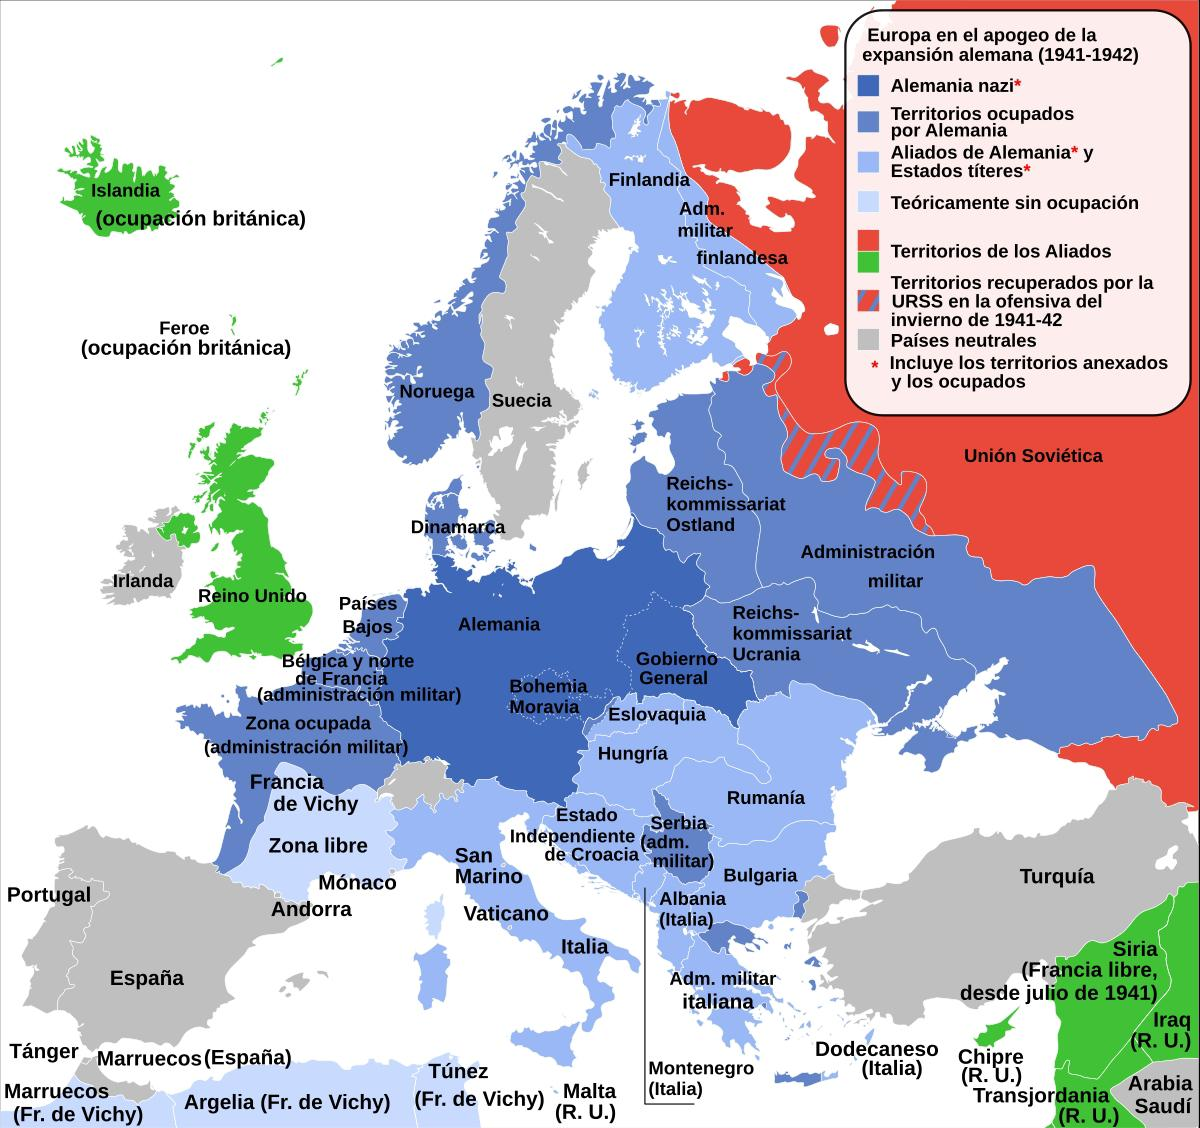 Europa en el apogeo de la
expansión alemana (1941-1942)
Alemania nazi*
Territorios ocupados
por Alemania
Aliados de Alemania* y
Estados títeres*
Teóricamente sin ocupación
Territorios de los Aliados
Territorios recuperados por la
URSS en la ofensiva del
invierno de 1941-42
Países neutrales
* Incluye los territorios anexados
y los ocupados
Islandia
(ocupación británica)
Finlandia
Adm.
militar
finlandesa
Feroe
(ocupación británica)
Noruega
Suecia
Unión Soviética
Reichs-
kommissariat
Ostland
Dinamarca
Administración
militar
Irlanda
Reino Unido
Países
Bajos
Alemania
Reichs-
kommissariat
Ucrania
Bélgica y norte
de Francia
(administración militar)
Gobierno
General
Bohemia
Moravia
Eslovaquia
Zona ocupada
(administración militar)
Hungría
Francia
de Vichy
Rumanía
Zona libre
Estado
Independiente
de Croacia
Serbia
(adm.
militar)
San
Marino
Mónaco
Bulgaria
Turquía
Portugal
Andorra
Vaticano
Albania
(Italia)
Italia
España
Adm. militar
italiana
Siria
(Francia libre,
desde julio de 1941)
Iraq
(R. U.)
Tánger
Marruecos (España)
Dodecaneso
(Italia)
Chipre
(R. U.)
Montenegro
(Italia)
Túnez
(Fr. de Vichy)
Malta
(R. U.)
Marruecos
(Fr. de Vichy)
Argelia (Fr. de Vichy)
Transjordania
(R. U.)
Arabia
Saudí